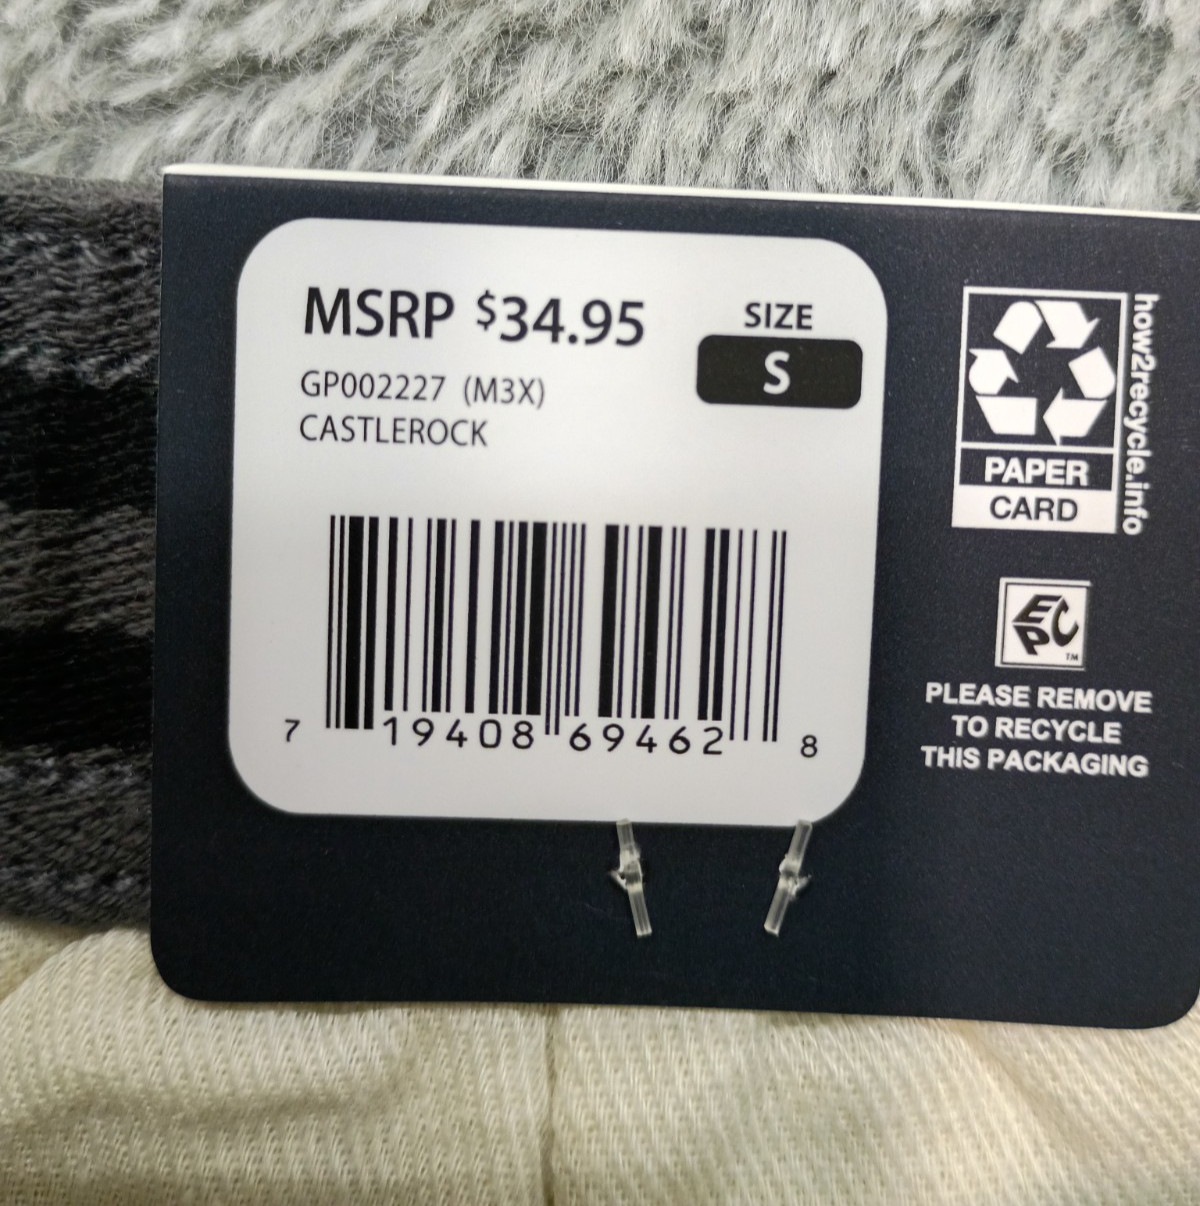 MSRP $34.95
GP002227 (M3X)
CASTLEROCK
SIZE
S
7 19408 69462 8
how2recycle.info
PAPER
CARD
EPC™
PLEASE REMOVE
TO RECYCLE
THIS PACKAGING